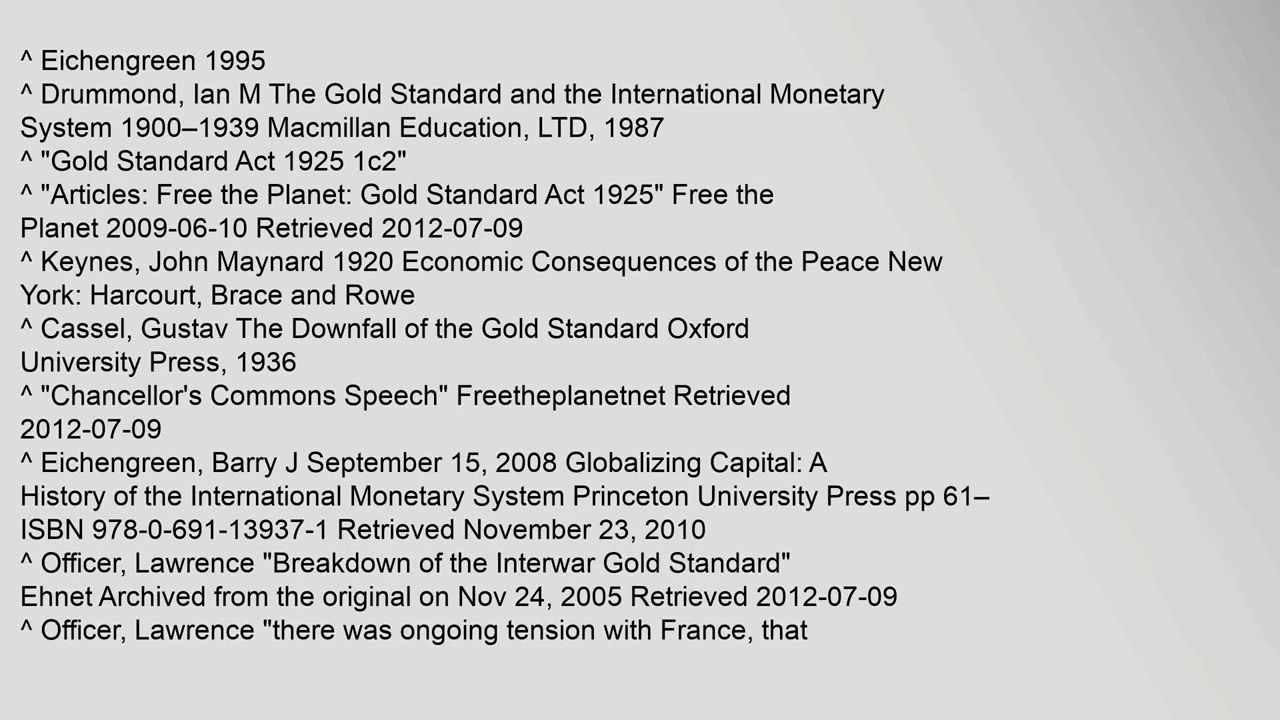 ^ Eichengreen 1995
^ Drummond, Ian M The Gold Standard and the International Monetary
System 1900–1939 Macmillan Education, LTD, 1987
^ "Gold Standard Act 1925 1c2"
^ "Articles: Free the Planet: Gold Standard Act 1925" Free the
Planet 2009-06-10 Retrieved 2012-07-09
^ Keynes, John Maynard 1920 Economic Consequences of the Peace New
York: Harcourt, Brace and Rowe
^ Cassel, Gustav The Downfall of the Gold Standard Oxford
University Press, 1936
^ "Chancellor's Commons Speech" Freetheplanetnet Retrieved
2012-07-09
^ Eichengreen, Barry J September 15, 2008 Globalizing Capital: A
History of the International Monetary System Princeton University Press pp 61–
ISBN 978-0-691-13937-1 Retrieved November 23, 2010
^ Officer, Lawrence "Breakdown of the Interwar Gold Standard"
Ehnet Archived from the original on Nov 24, 2005 Retrieved 2012-07-09
^ Officer, Lawrence "there was ongoing tension with France, that